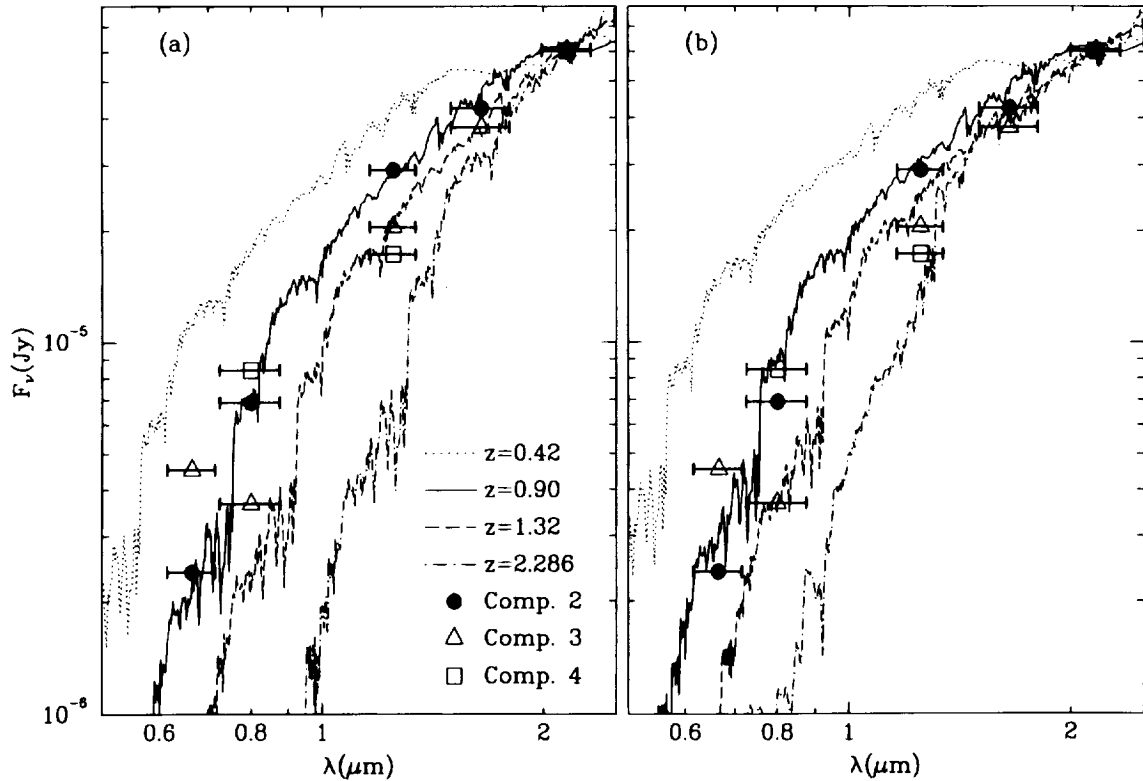 (a)
(b)
F_ν(Jy)
10⁻⁵
10⁻⁶
z=0.42
z=0.90
z=1.32
z=2.286
Comp. 2
Comp. 3
Comp. 4
0.6 0.8 1 2
0.6 0.8 1 2
λ(μm)
λ(μm)